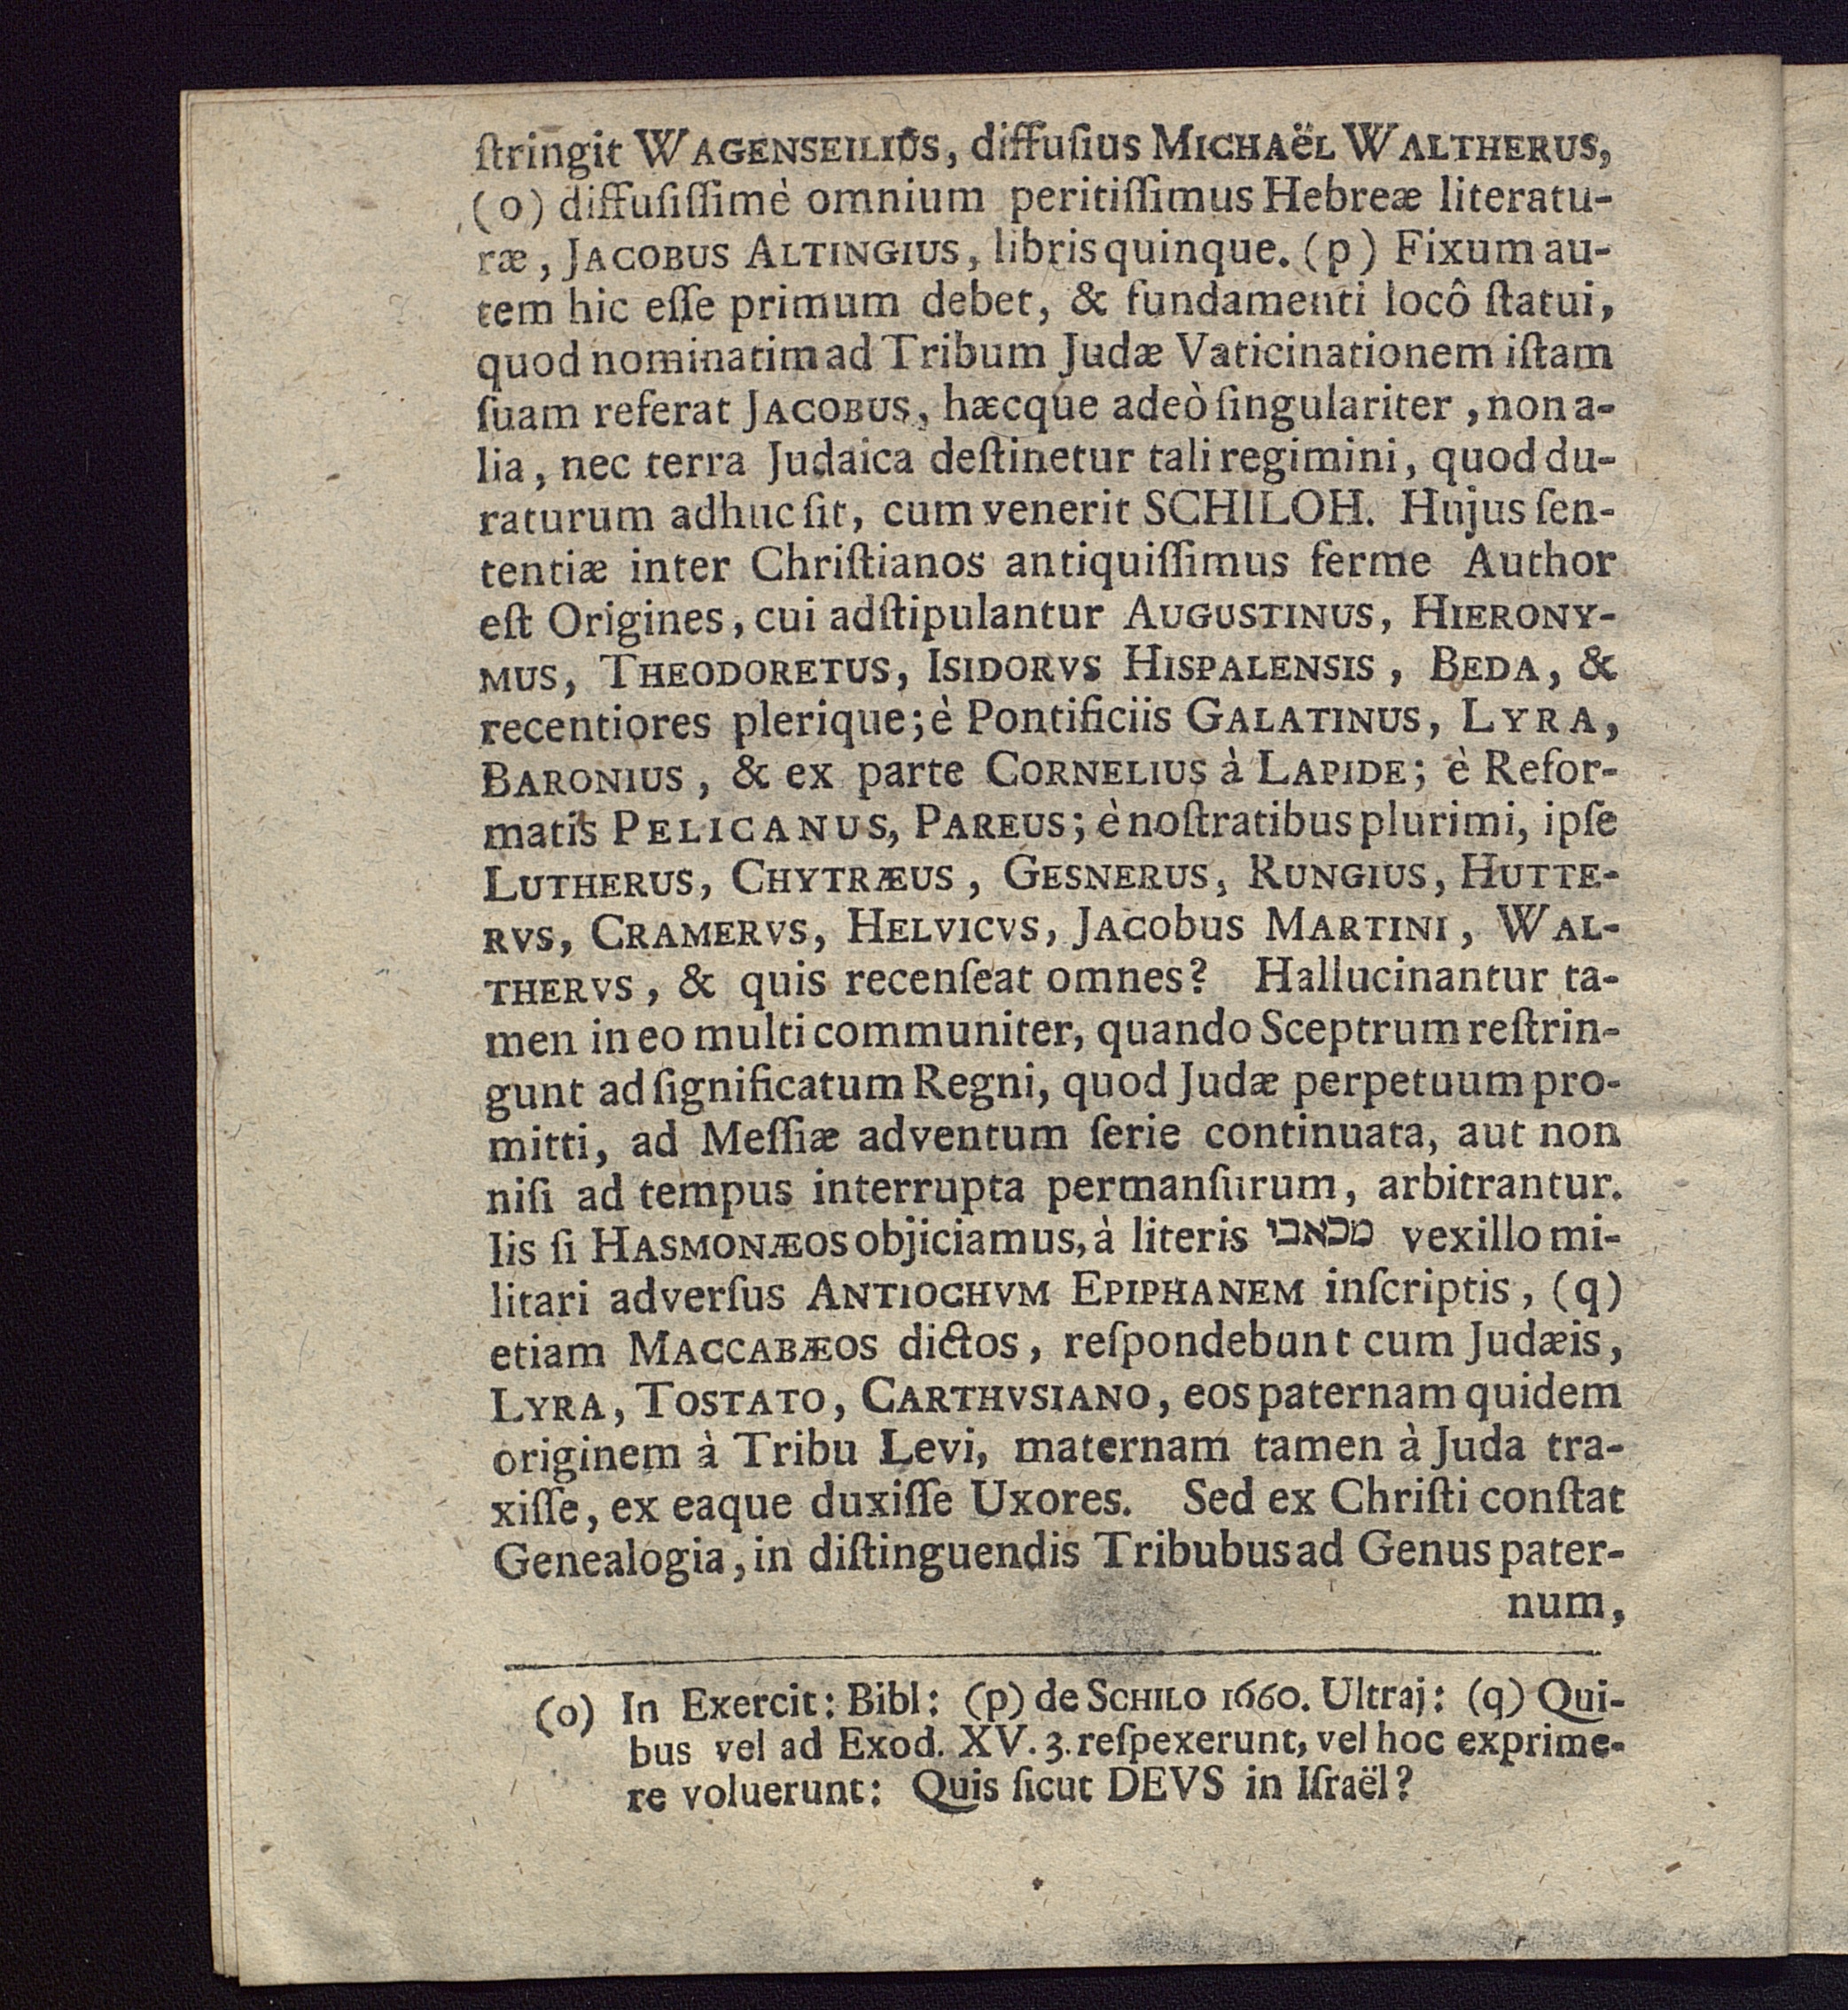 ſtringit WAGENSEILIUS, diffuſius MICHAëL WALTHERUS,
(o) diffuſiſſimè omnium peritiſſimus Hebreæ literatu-
ræ, JACOBUS ALTINGIUS, libris quinque. (p) Fixum au-
tem hic eſſe primum debet, & fundamenti locô ſtatui,
quod nominatim ad Tribum Judæ Vaticinationem iſtam
ſuam referat JACOBUS, hæcque adeò ſingulariter, non a-
lia, nec terra Judaica deſtinetur tali regimini, quod du-
raturum adhuc ſit, cum venerit SCHILOH. Hujus ſen-
tentiæ inter Chriſtianos antiquiſſimus ferme Author
eſt Origines, cui adſtipulantur AUGUSTINUS, HIERONY-
MUS, THEODORETUS, ISIDORVS HISPALENSIS, BEDA, &
recentiores plerique; è Pontificiis GALATINUS, LYRA,
BARONIUS, & ex parte CORNELIUS à LAPIDE; è Refor-
matis PELICANUS, PAREUS; è noſtratibus plurimi, ipſe
LUTHERUS, CHYTRÆUS, GESNERUS, RUNGIUS, HUTTE-
RVS, CRAMERVS, HELVICVS, JACobus MARTINI, WAL-
THERVS, & quis recenſeat omnes? Hallucinantur ta-
men in eo multi communiter, quando Sceptrum reſtrin-
gunt ad ſignificatum Regni, quod Judæ perpetuum pro-
mitti, ad Meſſiæ adventum ſerie continuata, aut non
niſi ad tempus interrupta permanſurum, arbitrantur.
Iis ſi HASMONÆOS objiciamus, à literis מכאבי vexillo mi-
litari adverſus ANTIOCHVM EPIPHANEM inſcriptis, (q)
etiam MACCABÆOS dictos, reſpondebunt cum Judæis,
LYRA, TOSTATO, CARTHVSIANO, eos paternam quidem
originem à Tribu Levi, maternam tamen à Juda tra-
xiſſe, ex eaque duxiſſe Uxores. Sed ex Chriſti conſtat
Genealogia, in diſtinguendis Tribubus ad Genus pater-
num,
(o) In Exercit: Bibl: (p) de SCHILO 1660. Ultraj: (q) Qui-
bus vel ad Exod. XV. 3. reſpexerunt, vel hoc exprime-
re voluerunt: Quis ſicut DEVS in Iſraël?